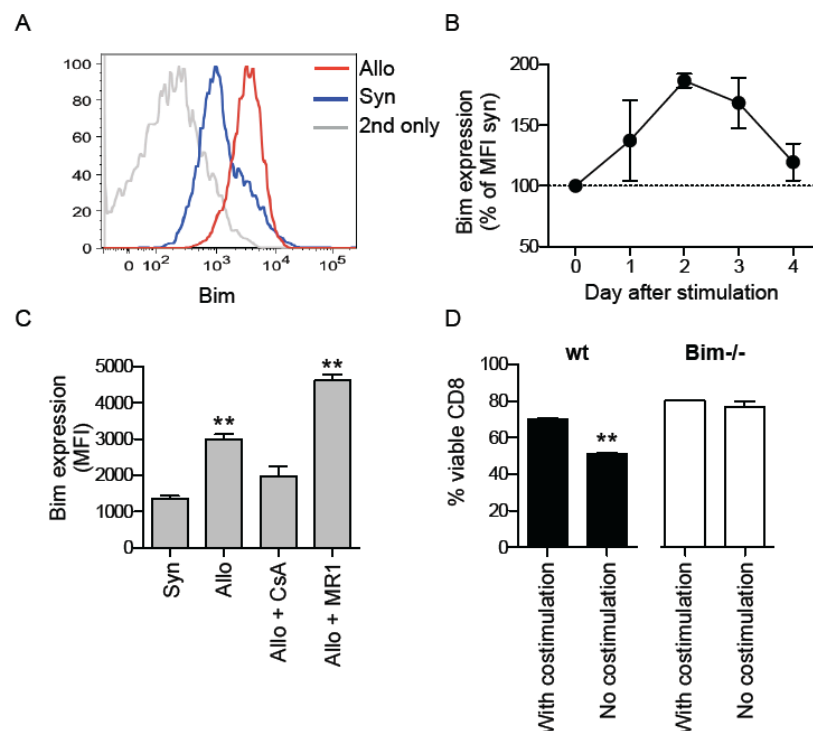 A
100
80
60
40
20
0
0 10² 10³ 10⁴ 10⁵
Bim
Allo
Syn
2nd only
B
Bim expression
(% of MFI syn)
200
150
100
50
0 1 2 3 4
Day after stimulation
C
Bim expression
(MFI)
5000
4000
3000
2000
1000
0
**
**
Syn
Allo
Allo + CsA
Allo + MR1
D
wt
Bim-/-
% viable CD8
100
80
60
40
20
0
**
With costimulation
No costimulation
With costimulation
No costimulation